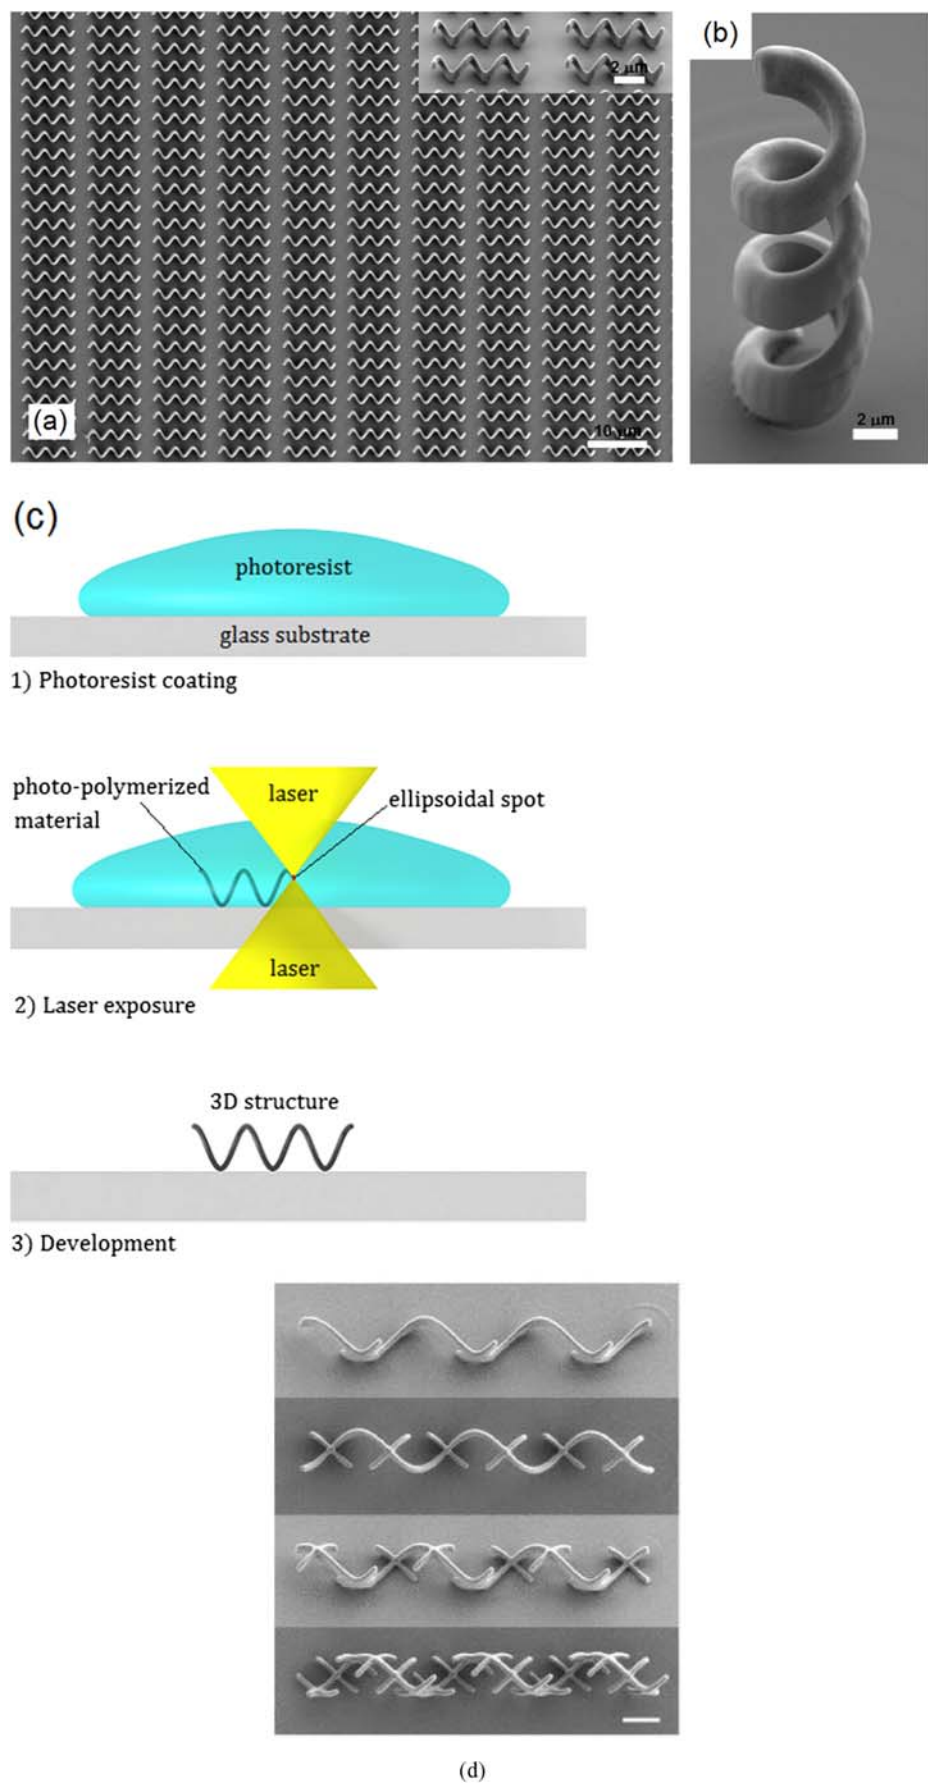 2 μm
(b)
(a)
10 μm
2 μm
(c)
photoresist
glass substrate
1) Photoresist coating
photo-polymerized
material
laser
ellipsoidal spot
laser
2) Laser exposure
3D structure
3) Development
(d)